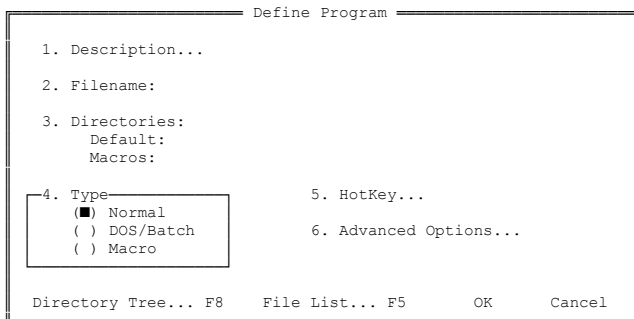 Define Program
1. Description...
2. Filename:
3. Directories:
Default:
Macros:
4. Type
(■) Normal
( ) DOS/Batch
( ) Macro
5. HotKey...
6. Advanced Options...
Directory Tree... F8 File List... F5 OK Cancel